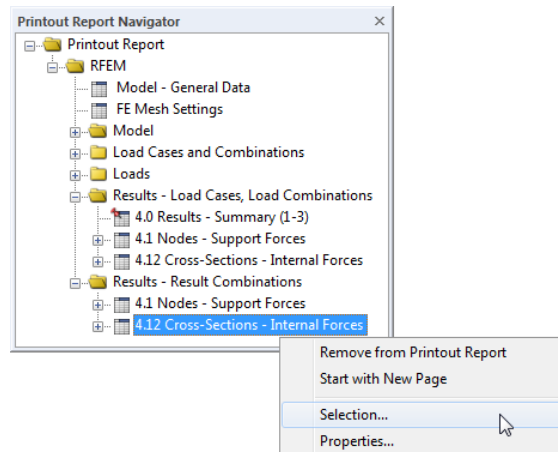 Printout Report Navigator
Printout Report
RFEM
Model - General Data
FE Mesh Settings
Model
Load Cases and Combinations
Loads
Results - Load Cases, Load Combinations
4.0 Results - Summary (1-3)
4.1 Nodes - Support Forces
4.12 Cross-Sections - Internal Forces
Results - Result Combinations
4.1 Nodes - Support Forces
4.12 Cross-Sections - Internal Forces
Remove from Printout Report
Start with New Page
Selection...
Properties...